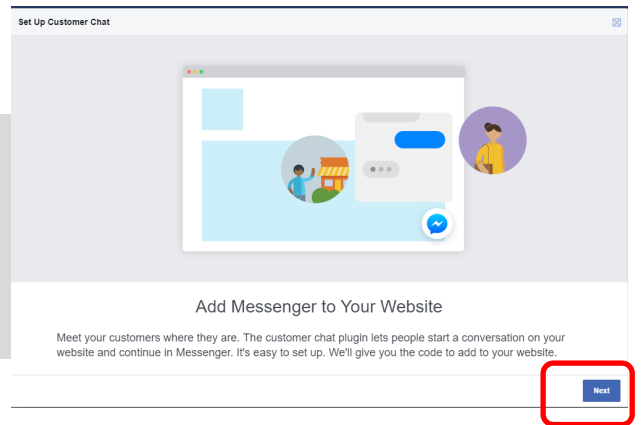 Set Up Customer Chat
Add Messenger to Your Website
Meet your customers where they are. The customer chat plugin lets people start a conversation on your
website and continue in Messenger. It's easy to set up. We'll give you the code to add to your website.
Next